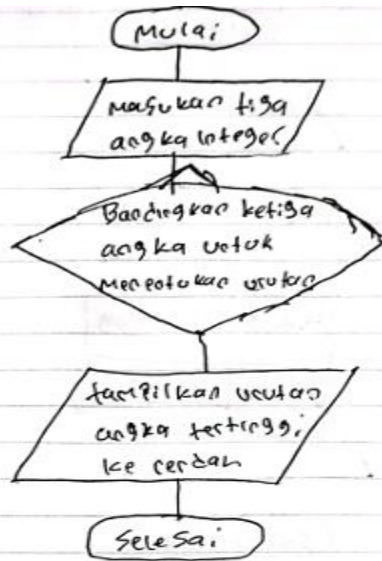 Mulai
Masukan tiga
angka integer
Bandingkan ketiga
angka untuk
Menentukan urutan
tampilkan urutan
angka tertinggi
ke rendah
Selesai